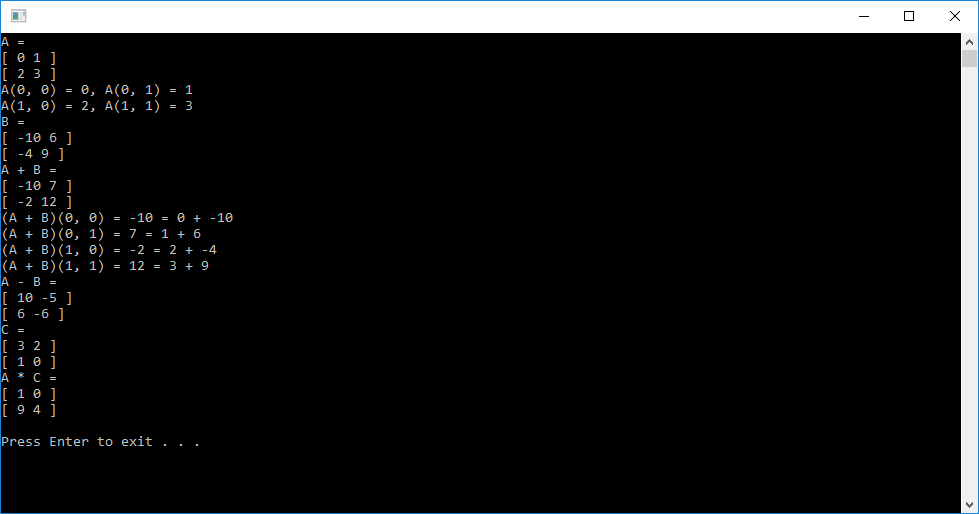 A =
[ 0 1 ]
[ 2 3 ]
A(0, 0) = 0, A(0, 1) = 1
A(1, 0) = 2, A(1, 1) = 3
B =
[ -10 6 ]
[ -4 9 ]
A + B =
[ -10 7 ]
[ -2 12 ]
(A + B)(0, 0) = -10 = 0 + -10
(A + B)(0, 1) = 7 = 1 + 6
(A + B)(1, 0) = -2 = 2 + -4
(A + B)(1, 1) = 12 = 3 + 9
A - B =
[ 10 -5 ]
[ 6 -6 ]
C =
[ 3 2 ]
[ 1 0 ]
A * C =
[ 1 0 ]
[ 9 4 ]
Press Enter to exit . . .